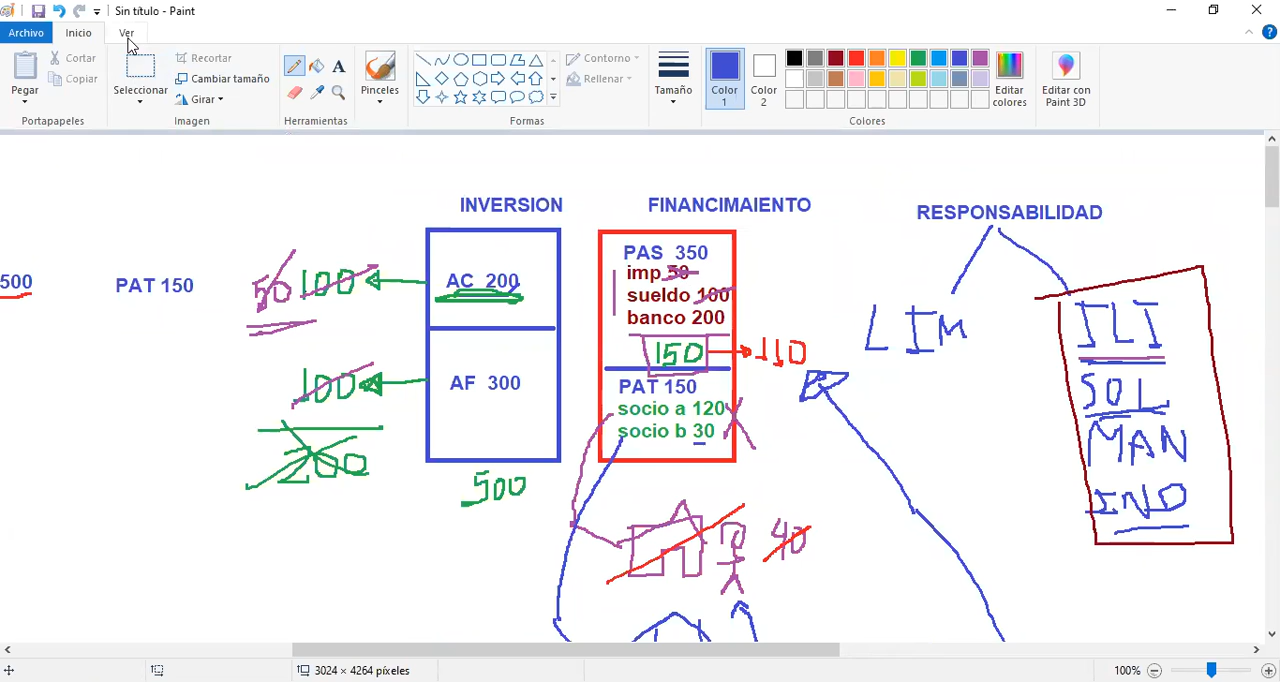 Sin título - Paint
Archivo Inicio Ver
Pegar
Cortar
Copiar
Portapapeles
Seleccionar
Recortar
Cambiar tamaño
Girar
Imagen
A
Herramientas
Pinceles
Contorno
Rellenar
Formas
Tamaño
Color 1
Color 2
Editar colores
Colores
Editar con Paint 3D
INVERSION FINANCIMAIENTO RESPONSABILIDAD
500 PAT 150
50 100 AC 200
100 AF 300
200
500
PAS 350
imp 50
sueldo 100
banco 200
150 110
PAT 150
socio a 120
socio b 30
40
LIM
ILI
SOL
MAN
IND
3024 × 4264 píxeles
100%